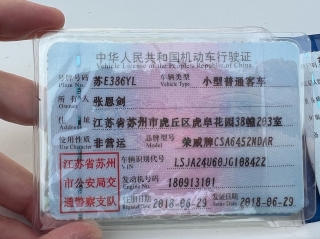 中华人民共和国机动车行驶证
Vehicle License of the People's Republic of China
号牌号码 Plate No. 苏E386YL 车辆类型 Vehicle Type 小型普通客车
所有人 Owner 张恩剑
住址 Address 江苏省苏州市虎丘区虎阜花园38幢203室
使用性质 Use Character 非营运 品牌型号 Model 荣威牌CSA6452NDAR
江苏省苏州市公安局交通警察支队
车辆识别代号 VIN LSJA24U60JG108422
发动机号码 Engine No. 180913101
注册日期 Register Date 2018-06-29 发证日期 Issue Date 2018-06-29